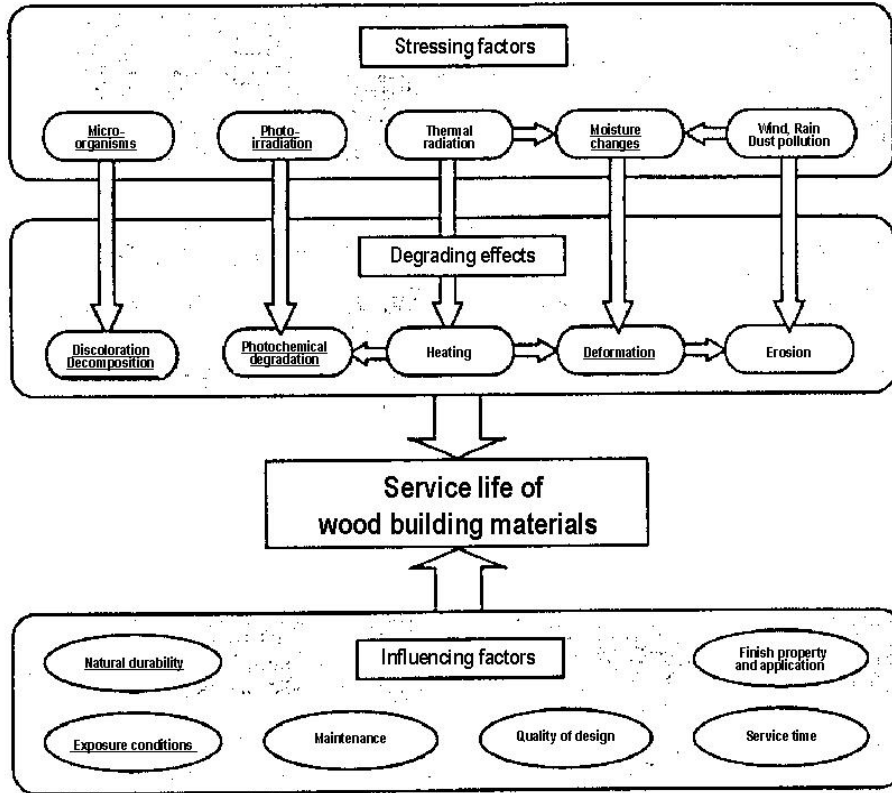 Stressing factors
Micro-
organisms
Photo-
irradiation
Thermal
radiation
Moisture
changes
Wind, Rain
Dust pollution
Degrading effects
Discoloration
Decomposition
Photochemical
degradation
Heating
Deformation
Erosion
Service life of
wood building materials
Influencing factors
Natural durability
Finish property
and application
Exposure conditions
Maintenance
Quality of design
Service time